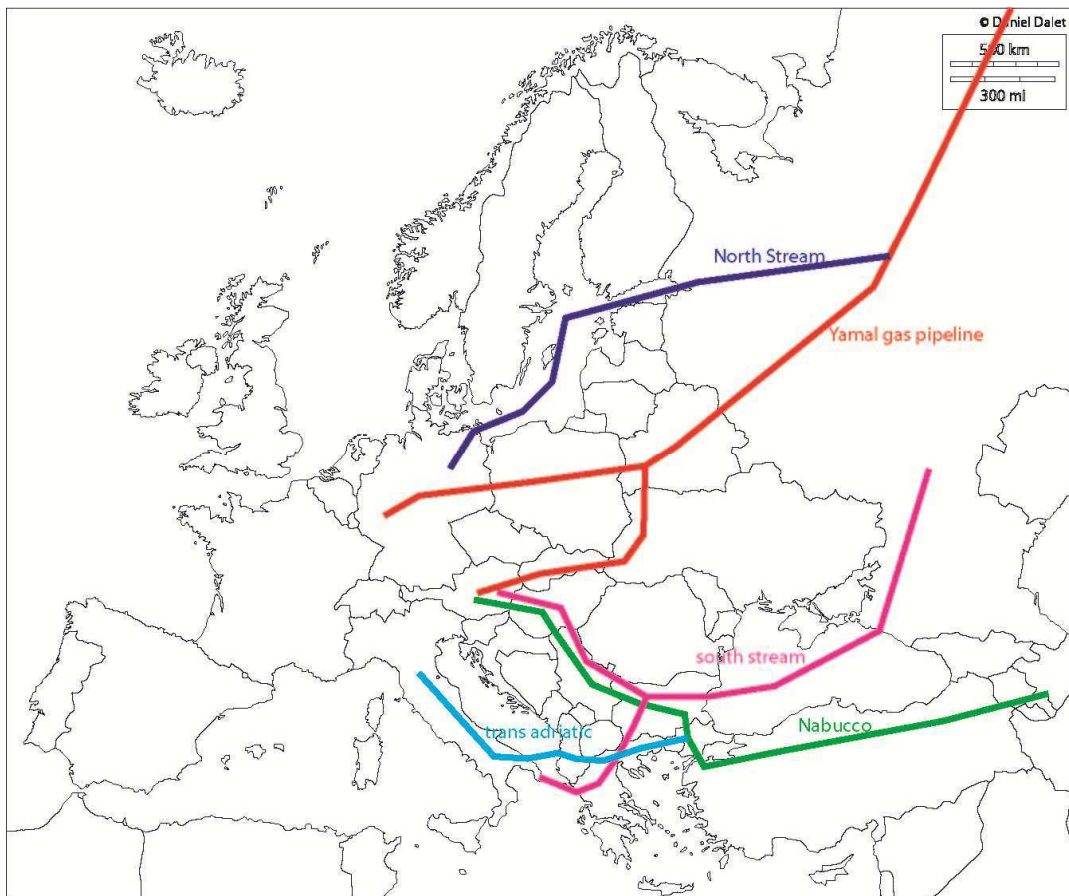 © Daniel Dalet
500 km
300 mi
North Stream
Yamal gas pipeline
south stream
Nabucco
trans adriatic